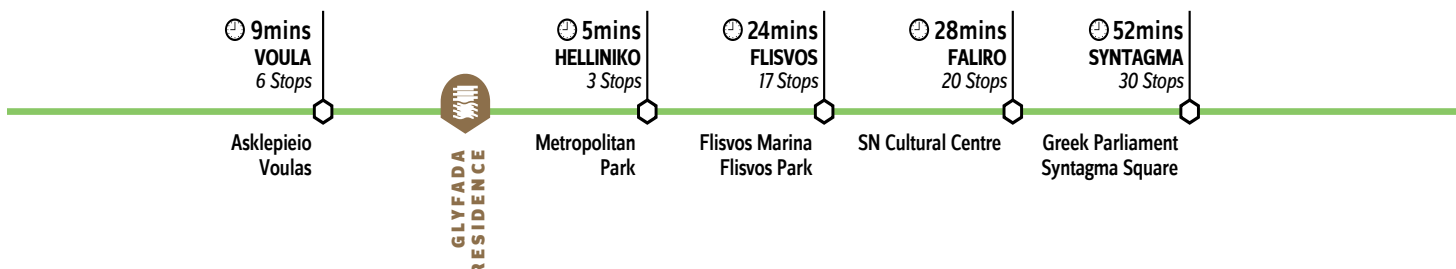 9mins
VOULA
6 Stops
Asklepieio
Voulas
GLYFADA
RESIDENCE
5mins
HELLINIKO
3 Stops
Metropolitan
Park
24mins
FLISVOS
17 Stops
Flisvos Marina
Flisvos Park
28mins
FALIRO
20 Stops
SN Cultural Centre
52mins
SYNTAGMA
30 Stops
Greek Parliament
Syntagma Square